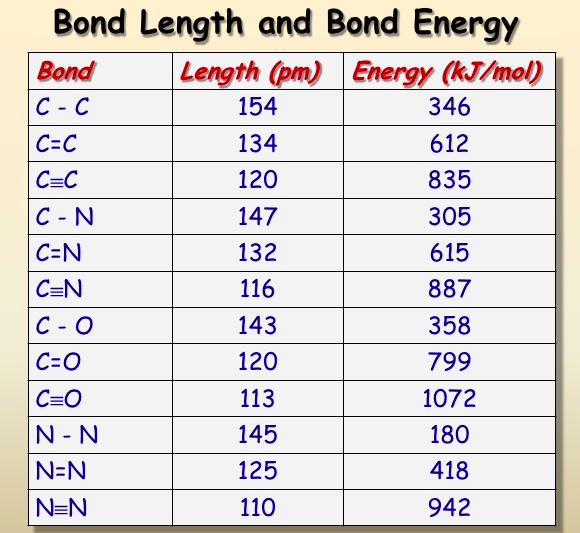 Bond Length and Bond Energy
Bond Length (pm) Energy (kJ/mol)
C - C 154 346
C=C 134 612
C≡C 120 835
C - N 147 305
C=N 132 615
C≡N 116 887
C - O 143 358
C=O 120 799
C≡O 113 1072
N - N 145 180
N=N 125 418
N≡N 110 942